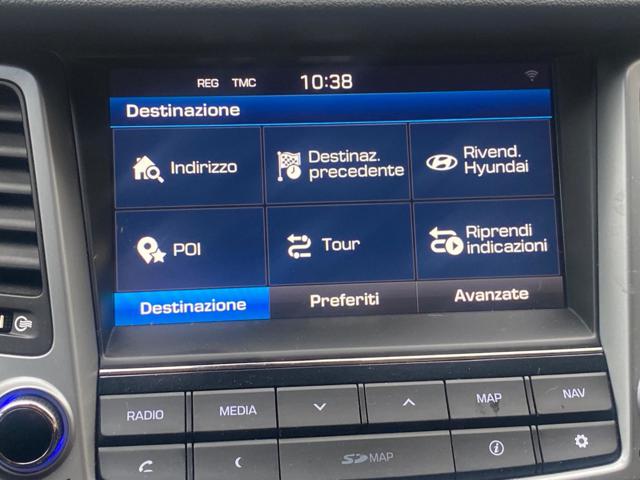 REG TMC 10:38
Destinazione
Indirizzo
Destinaz.
precedente
Rivend.
Hyundai
POI
Tour
Riprendi
indicazioni
Destinazione
Preferiti
Avanzate
RADIO
MEDIA
MAP
NAV
SD MAP